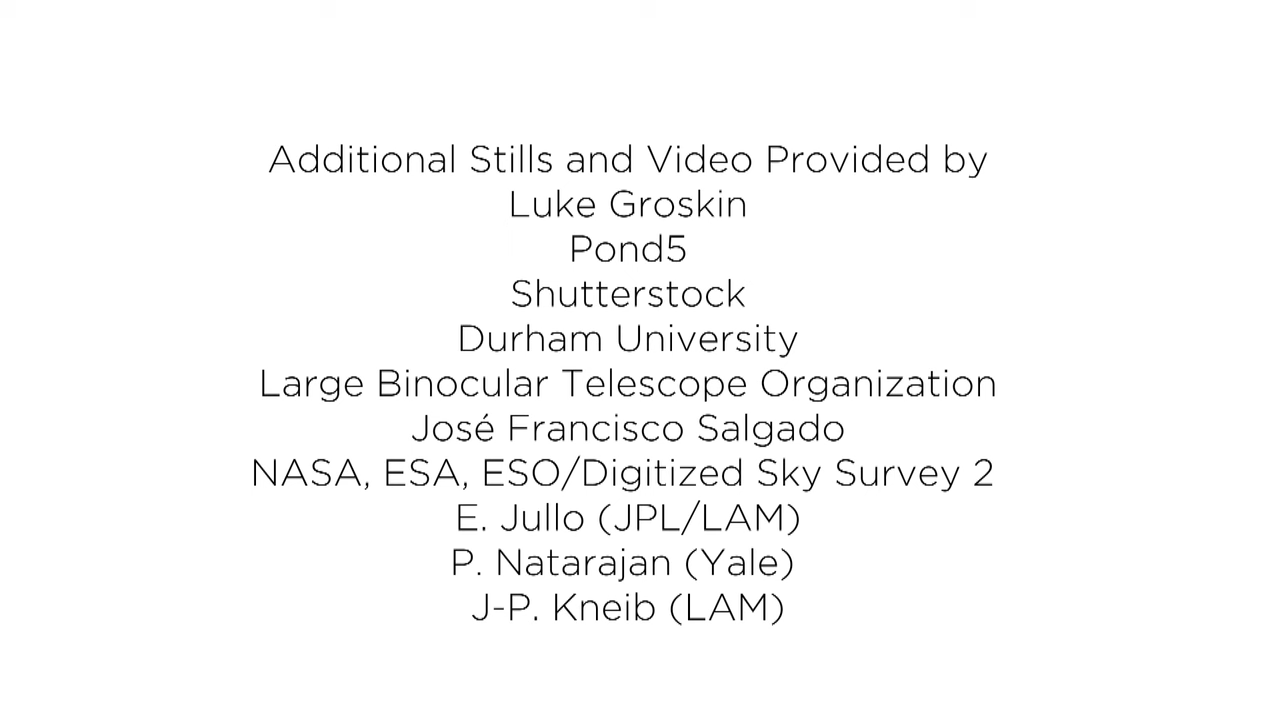 Additional Stills and Video Provided by
Luke Groskin
Pond5
Shutterstock
Durham University
Large Binocular Telescope Organization
José Francisco Salgado
NASA, ESA, ESO/Digitized Sky Survey 2
E. Jullo (JPL/LAM)
P. Natarajan (Yale)
J-P. Kneib (LAM)